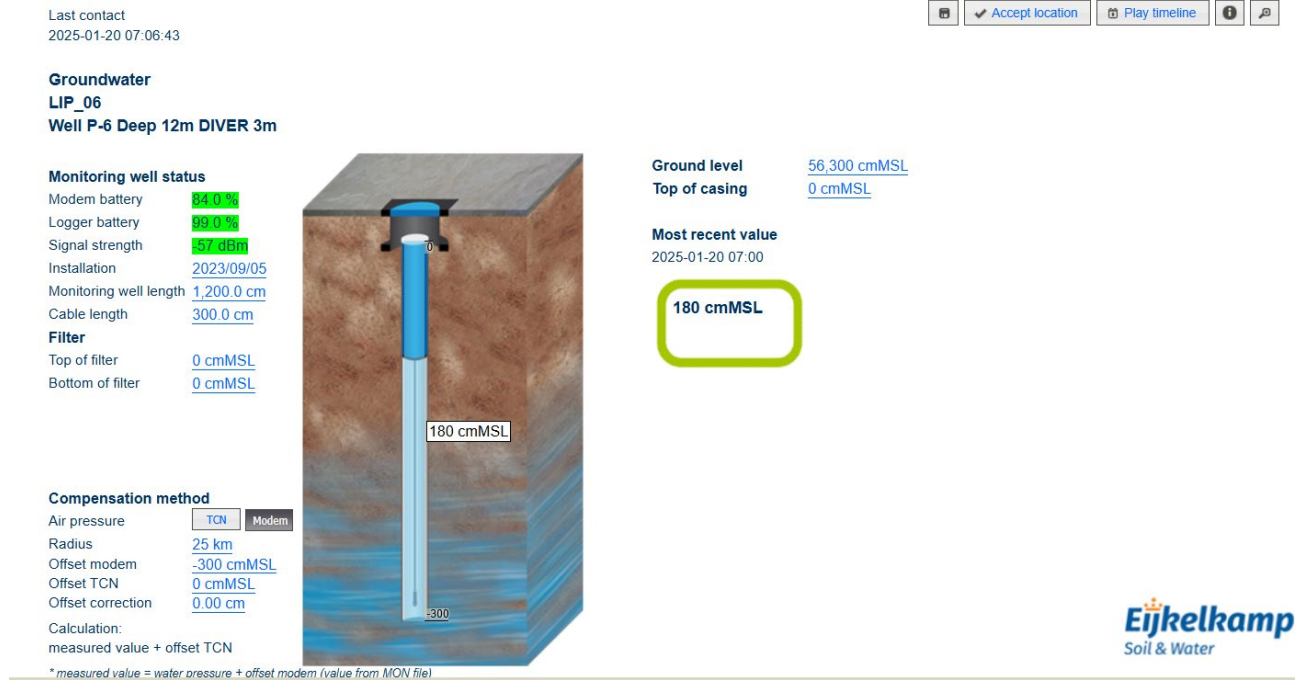 Last contact
2025-01-20 07:06:43
Accept location
Play timeline
Groundwater
LIP_06
Well P-6 Deep 12m DIVER 3m
Monitoring well status
Modem battery 84.0 %
Logger battery 99.0 %
Signal strength -57 dBm
Installation 2023/09/05
Monitoring well length 1,200.0 cm
Cable length 300.0 cm
Filter
Top of filter 0 cmMSL
Bottom of filter 0 cmMSL
Compensation method
Air pressure TCN Modem
Radius 25 km
Offset modem -300 cmMSL
Offset TCN 0 cmMSL
Offset correction 0.00 cm
Calculation:
measured value + offset TCN
* measured value = water pressure + offset modem (value from MON file)
0
180 cmMSL
-300
Ground level 56,300 cmMSL
Top of casing 0 cmMSL
Most recent value
2025-01-20 07:00
180 cmMSL
Eijkelkamp
Soil & Water